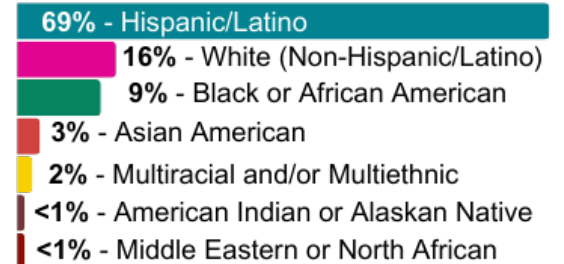 69% - Hispanic/Latino
16% - White (Non-Hispanic/Latino)
9% - Black or African American
3% - Asian American
2% - Multiracial and/or Multiethnic
<1% - American Indian or Alaskan Native
<1% - Middle Eastern or North African